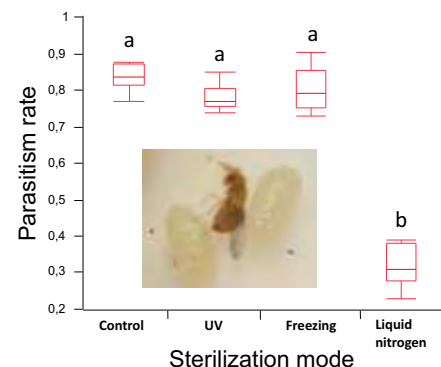 1
0,9
0,8
0,7
0,6
0,5
0,4
0,3
0,2
Parasitism rate
a
a
a
b
Control
UV
Freezing
Liquid
nitrogen
Sterilization mode